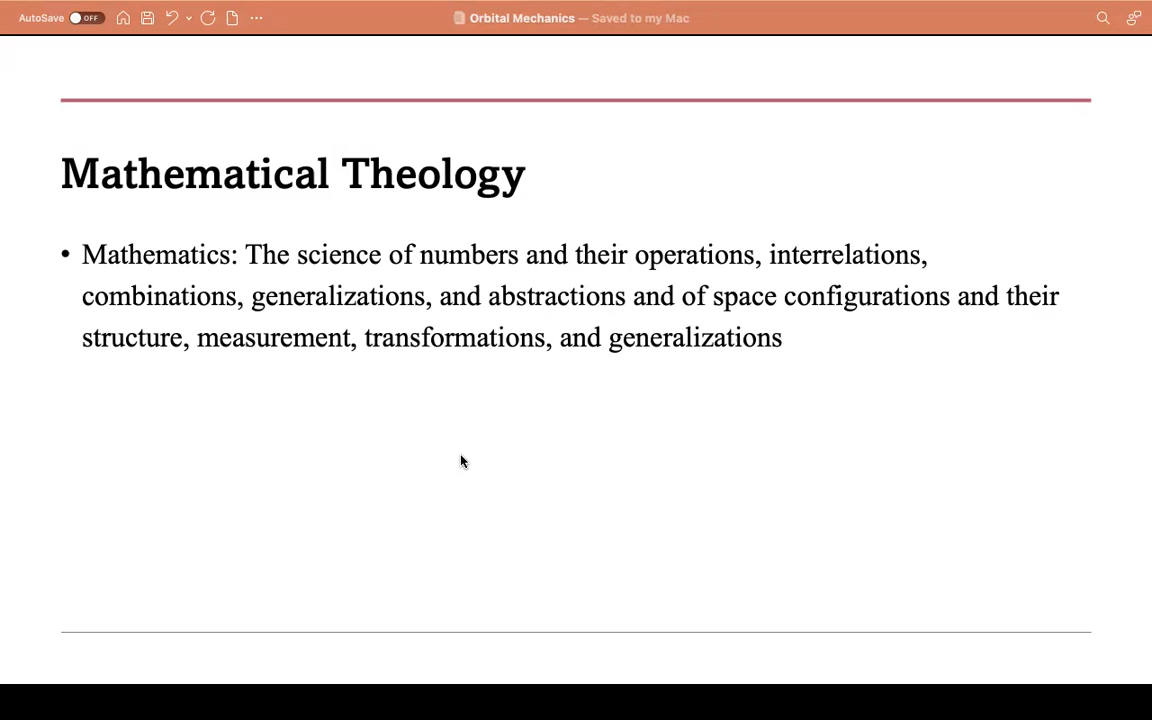 AutoSave OFF Orbital Mechanics — Saved to my Mac
Mathematical Theology
• Mathematics: The science of numbers and their operations, interrelations,
combinations, generalizations, and abstractions and of space configurations and their
structure, measurement, transformations, and generalizations